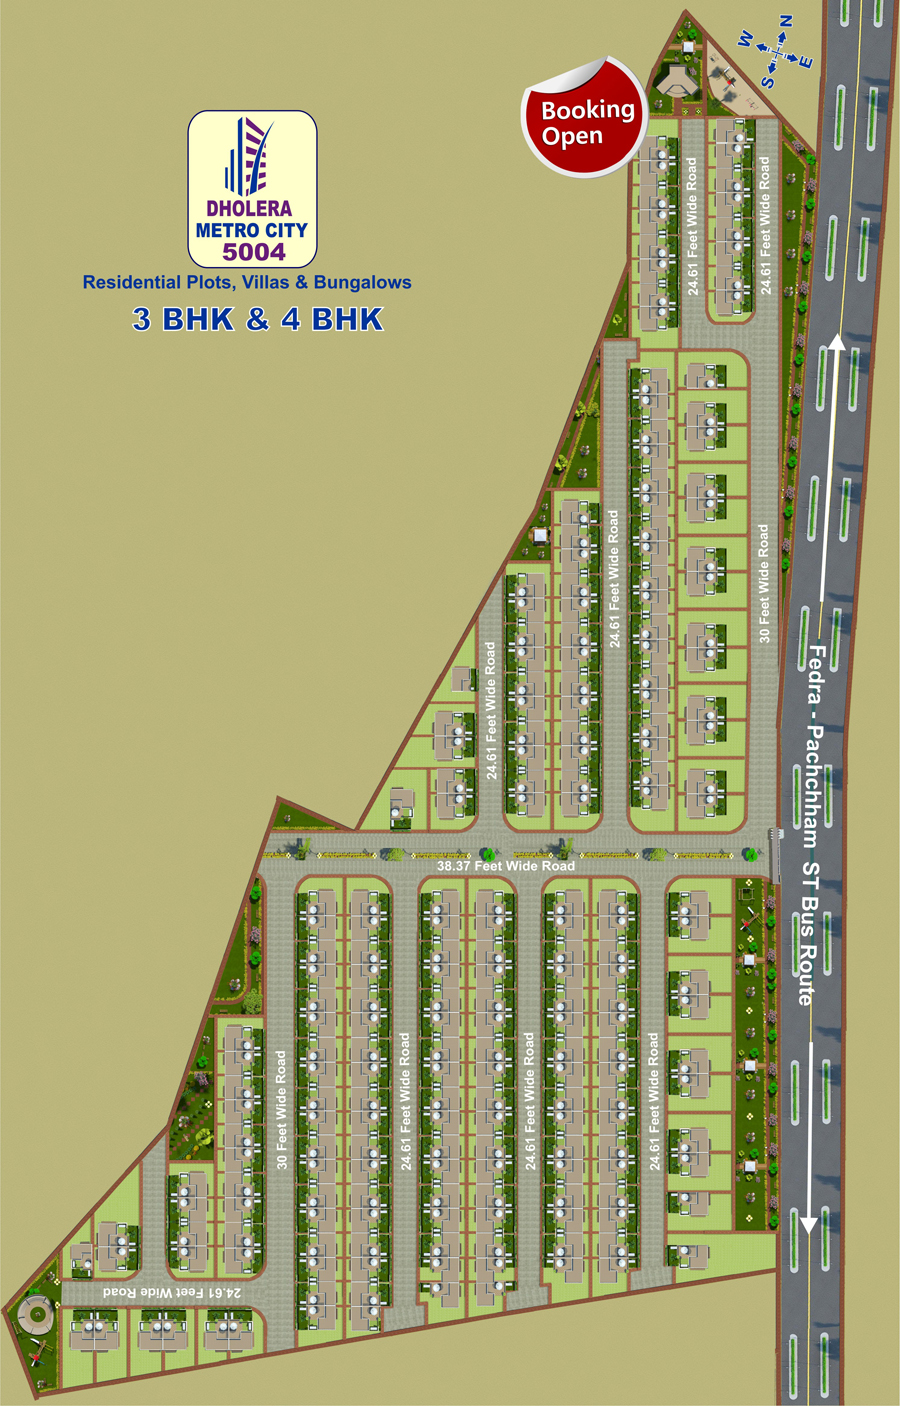 N
W
E
S
Booking
Open
DHOLERA
METRO CITY
5004
Residential Plots, Villas & Bungalows
3 BHK & 4 BHK
24.61 Feet Wide Road
24.61 Feet Wide Road
24.61 Feet Wide Road
30 Feet Wide Road
24.61 Feet Wide Road
Fedra - Pachchham ST Bus Route
38.37 Feet Wide Road
30 Feet Wide Road
24.61 Feet Wide Road
24.61 Feet Wide Road
24.61 Feet Wide Road
24.61 Feet Wide Road